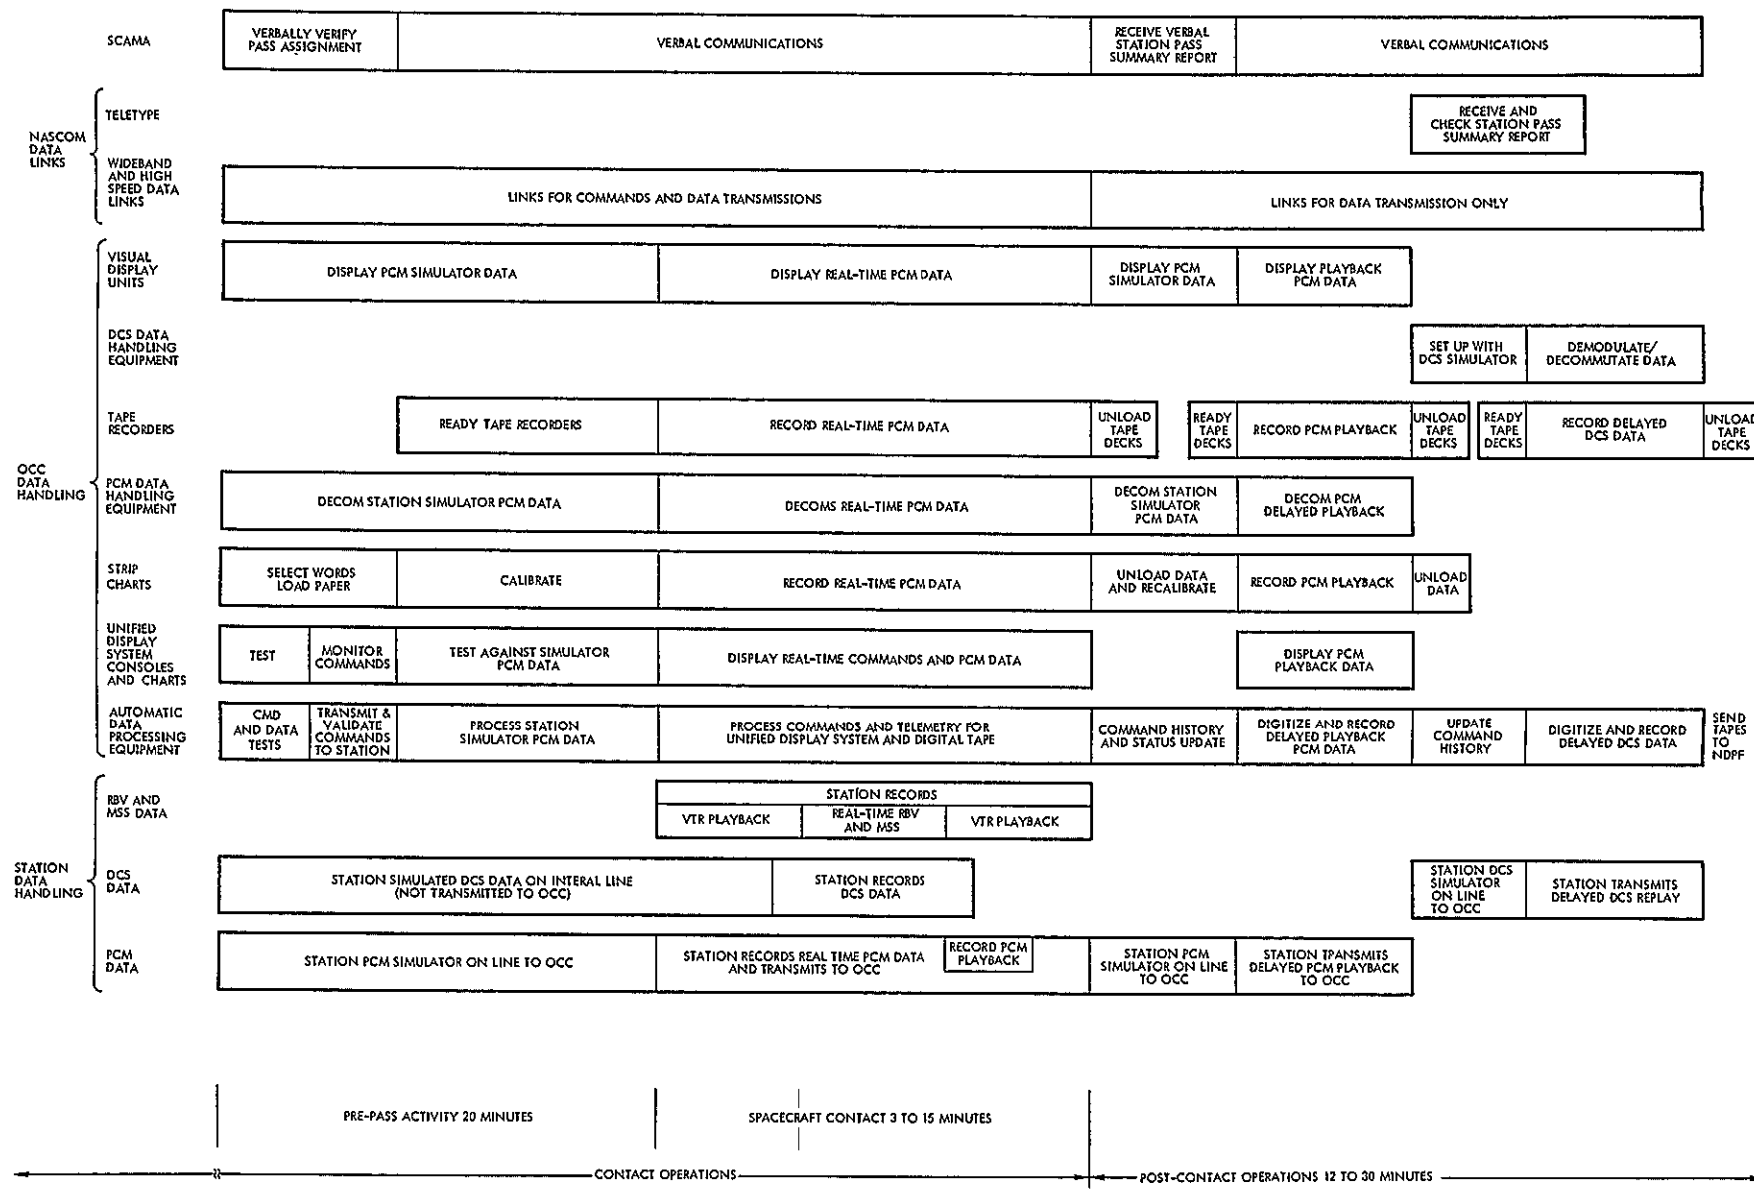 SCAMA
VERBALLY VERIFY
PASS ASSIGNMENT
VERBAL COMMUNICATIONS
RECEIVE VERBAL
STATION PASS
SUMMARY REPORT
VERBAL COMMUNICATIONS
NASCOM
DATA
LINKS
TELETYPE
RECEIVE AND
CHECK STATION PASS
SUMMARY REPORT
WIDEBAND
AND HIGH
SPEED DATA
LINKS
LINKS FOR COMMANDS AND DATA TRANSMISSIONS
LINKS FOR DATA TRANSMISSION ONLY
OCC
DATA
HANDLING
VISUAL
DISPLAY
UNITS
DISPLAY PCM SIMULATOR DATA
DISPLAY REAL-TIME PCM DATA
DISPLAY PCM
SIMULATOR DATA
DISPLAY PLAYBACK
PCM DATA
DCS DATA
HANDLING
EQUIPMENT
SET UP WITH
DCS SIMULATOR
DEMODULATE/
DECOMMUTATE DATA
TAPE
RECORDERS
READY TAPE RECORDERS
RECORD REAL-TIME PCM DATA
UNLOAD
TAPE
DECKS
READY
TAPE
DECKS
RECORD PCM PLAYBACK
UNLOAD
TAPE
DECKS
READY
TAPE
DECKS
RECORD DELAYED
DCS DATA
UNLOAD
TAPE
DECKS
PCM DATA
HANDLING
EQUIPMENT
DECOM STATION SIMULATOR PCM DATA
DECOMS REAL-TIME PCM DATA
DECOM STATION
SIMULATOR
PCM DATA
DECOM PCM
DELAYED PLAYBACK
STRIP
CHARTS
SELECT WORDS
LOAD PAPER
CALIBRATE
RECORD REAL-TIME PCM DATA
UNLOAD DATA
AND RECALIBRATE
RECORD PCM PLAYBACK
UNLOAD
DATA
UNIFIED
DISPLAY
SYSTEM
CONSOLES
AND CHARTS
TEST
MONITOR
COMMANDS
TEST AGAINST SIMULATOR
PCM DATA
DISPLAY REAL-TIME COMMANDS AND PCM DATA
DISPLAY PCM
PLAYBACK DATA
AUTOMATIC
DATA
PROCESSING
EQUIPMENT
CMD
AND DATA
TESTS
TRANSMIT &
VALIDATE
COMMANDS
TO STATION
PROCESS STATION
SIMULATOR PCM DATA
PROCESS COMMANDS AND TELEMETRY FOR
UNIFIED DISPLAY SYSTEM AND DIGITAL TAPE
COMMAND HISTORY
AND STATUS UPDATE
DIGITIZE AND RECORD
DELAYED PLAYBACK
PCM DATA
UPDATE
COMMAND
HISTORY
DIGITIZE AND RECORD
DELAYED DCS DATA
SEND
TAPES
TO
NDPF
STATION
DATA
HANDLING
RBV AND
MSS DATA
STATION RECORDS
VTR PLAYBACK
REAL-TIME RBV
AND MSS
VTR PLAYBACK
DCS
DATA
STATION SIMULATED DCS DATA ON INTERAL LINE
(NOT TRANSMITTED TO OCC)
STATION RECORDS
DCS DATA
STATION DCS
SIMULATOR
ON LINE
TO OCC
STATION TRANSMITS
DELAYED DCS REPLAY
PCM
DATA
STATION PCM SIMULATOR ON LINE TO OCC
STATION RECORDS REAL TIME PCM DATA
AND TRANSMITS TO OCC
RECORD PCM
PLAYBACK
STATION PCM
SIMULATOR ON LINE
TO OCC
STATION TRANSMITS
DELAYED PCM PLAYBACK
TO OCC
PRE-PASS ACTIVITY 20 MINUTES
SPACECRAFT CONTACT 3 TO 15 MINUTES
CONTACT OPERATIONS
POST-CONTACT OPERATIONS 12 TO 30 MINUTES